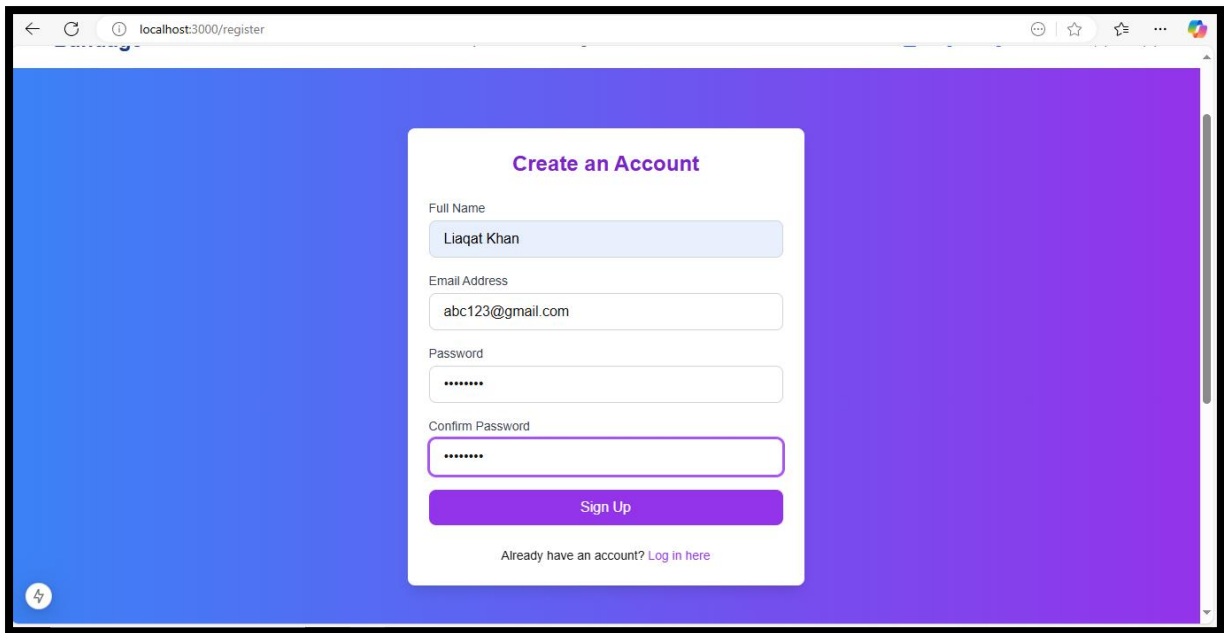 localhost:3000/register
Create an Account
Full Name
Liaqat Khan
Email Address
abc123@gmail.com
Password
••••••••
Confirm Password
••••••••
Sign Up
Already have an account? Log in here